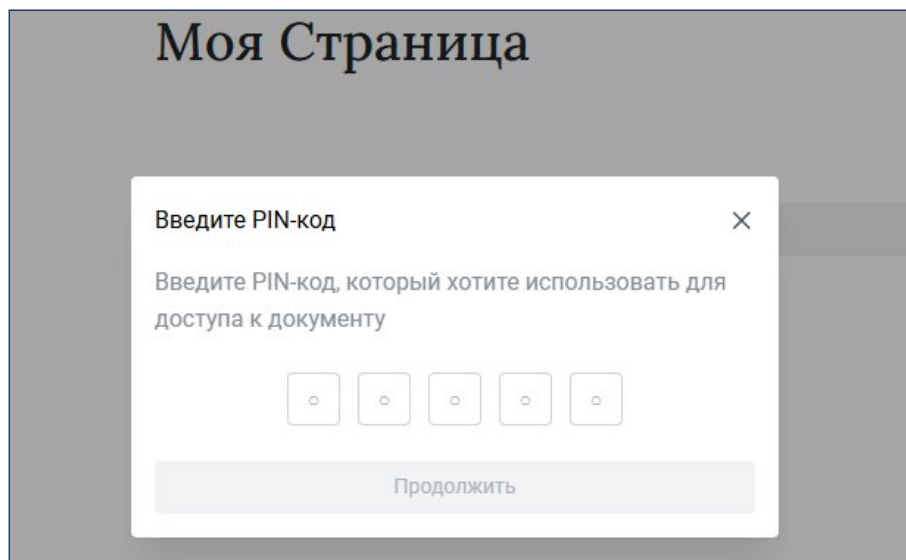 Моя Страница
Введите PIN-код
Введите PIN-код, который хотите использовать для
доступа к документу
Продолжить